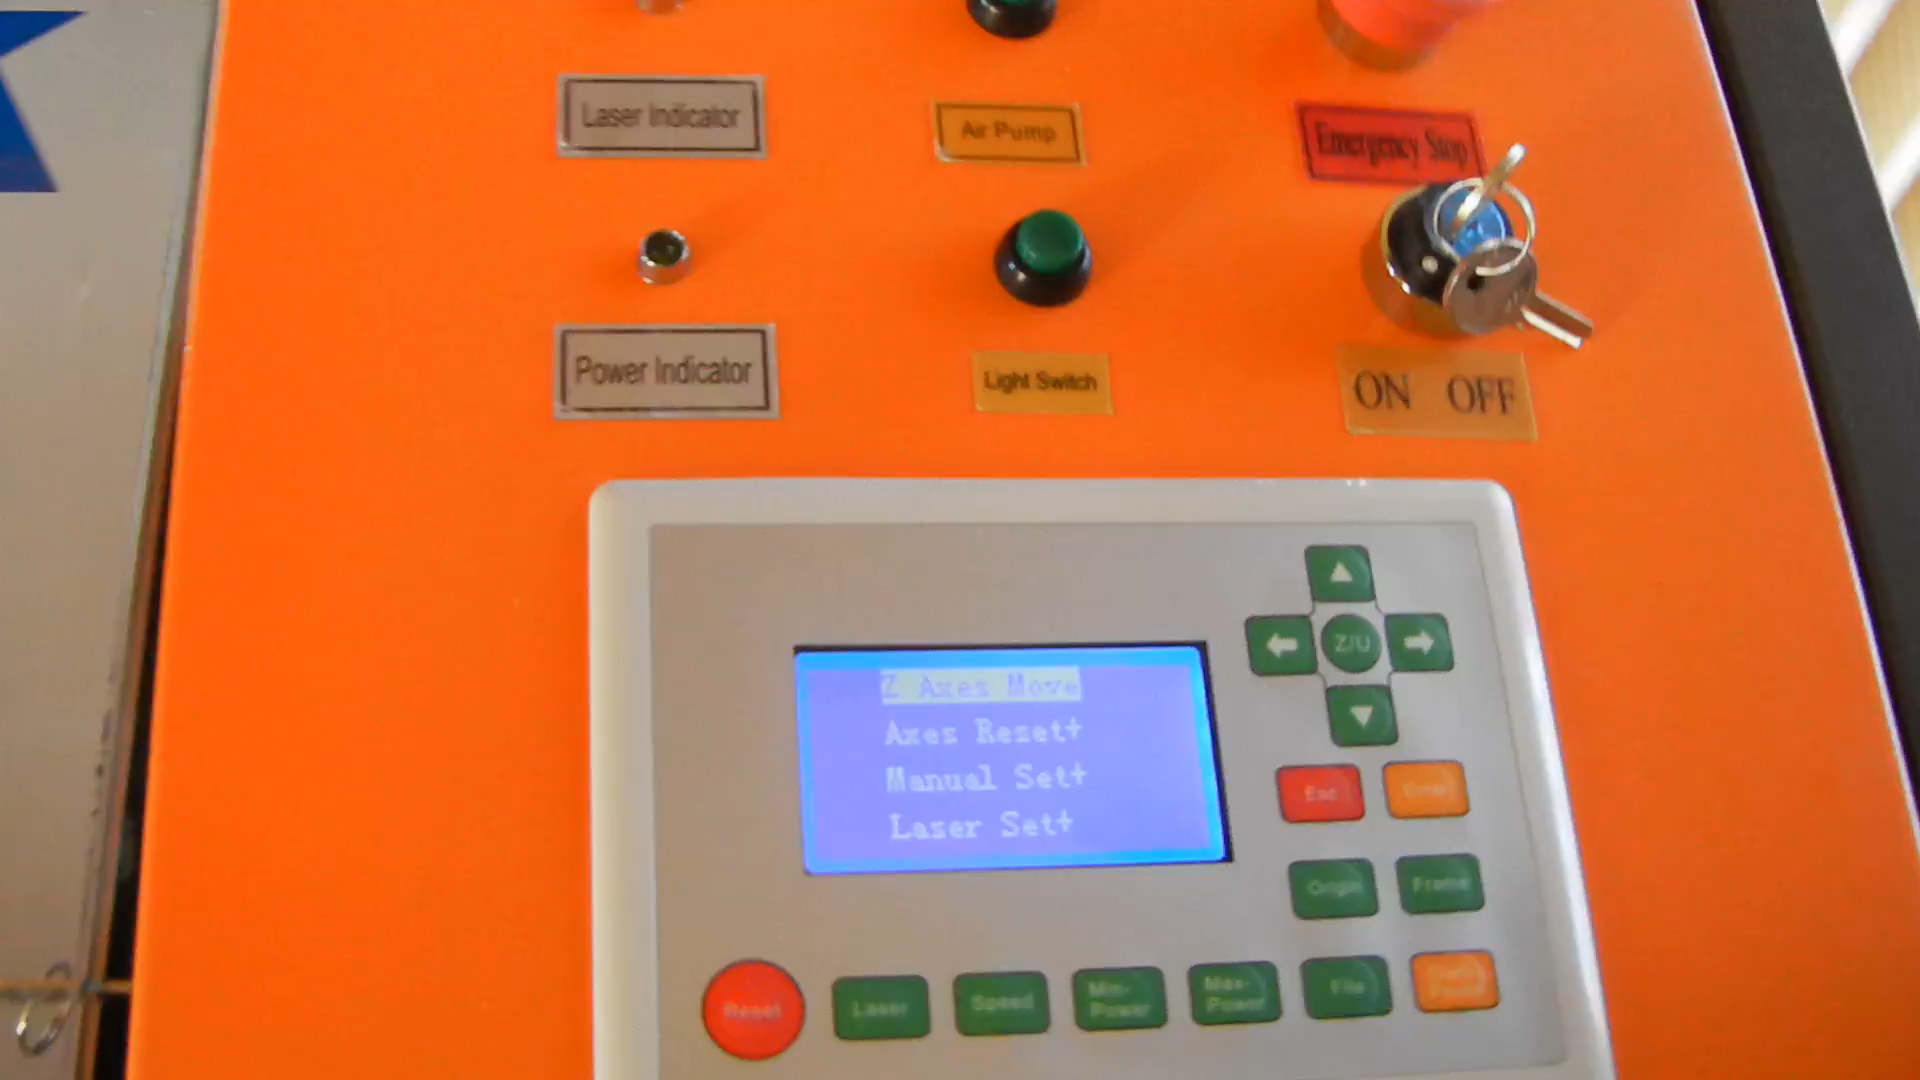 Laser Indicator
Air Pump
Emergency Stop
Power Indicator
Light Switch
ON OFF
Z/U
Z Axes Move
Axes Reset+
Manual Set+
Laser Set+
Esc
Enter
Origin
Frame
Reset
Laser
Speed
Min-
Power
Max-
Power
File